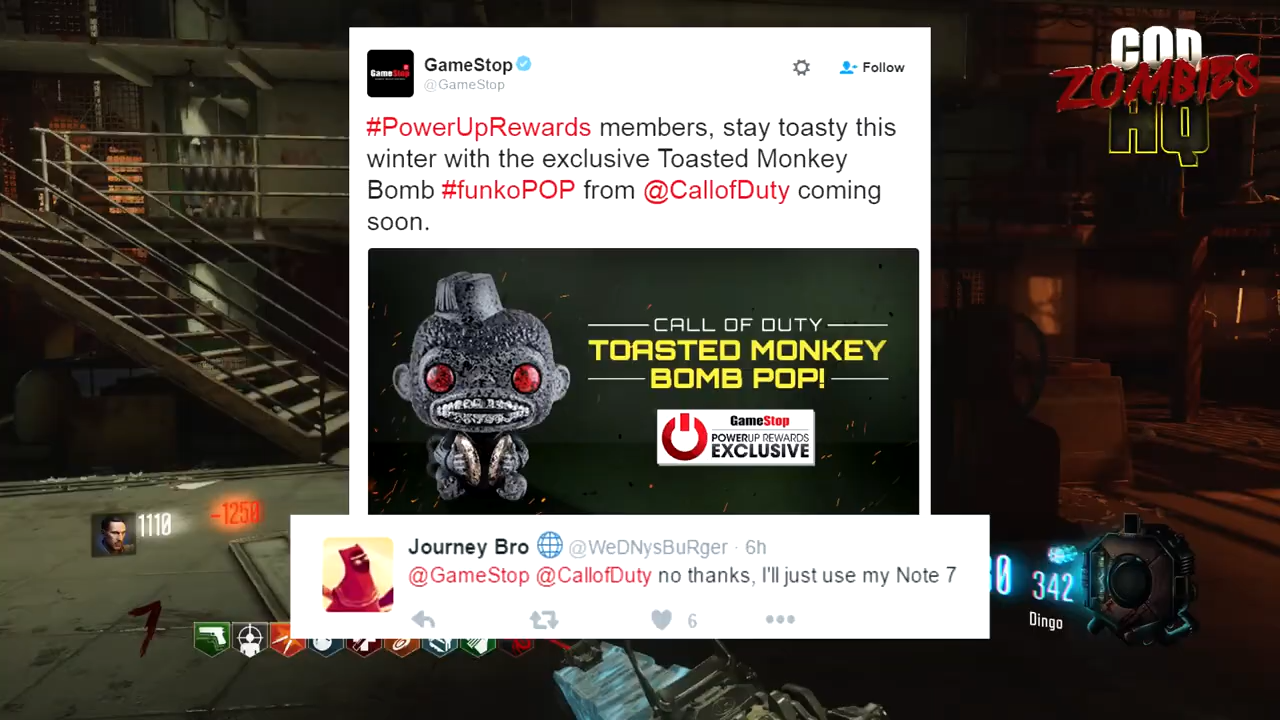 COD
ZOMBIES
HQ
GameStop
GameStop
@GameStop
Follow
#PowerUpRewards members, stay toasty this
winter with the exclusive Toasted Monkey
Bomb #funkoPOP from @CallofDuty coming
soon.
CALL OF DUTY
TOASTED MONKEY
BOMB POP!
GameStop
POWERUP REWARDS
EXCLUSIVE
1110
-1250
Journey Bro @WeDNysBuRger · 6h
@GameStop @CallofDuty no thanks, I'll just use my Note 7
6
342
Dingo
7